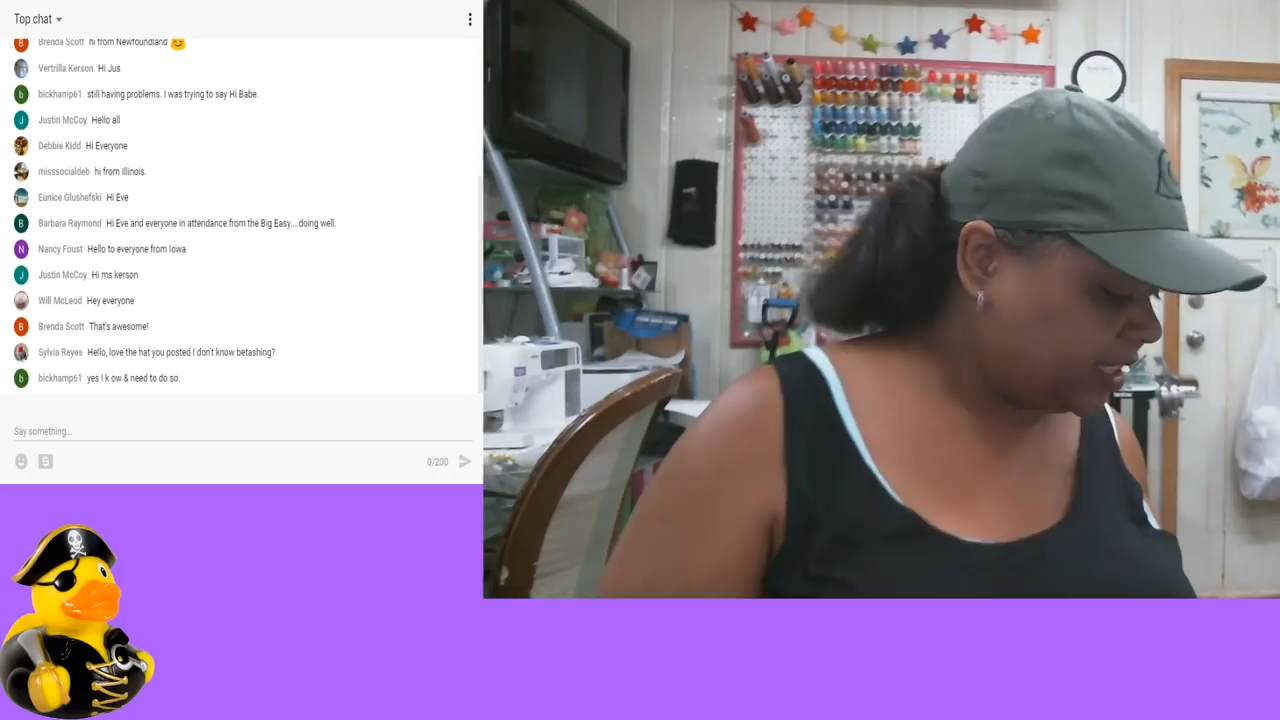 Top chat
Brenda Scott hi from Newfoundland
Vertrilla Kerson Hi Jus
bickhamp61 still having problems. I was trying to say Hi Babe.
Justin McCoy Hello all
Debbie Kidd Hi Everyone
misssocialdeb hi from Illinois.
Eunice Glushefski Hi Eve
Barbara Raymond Hi Eve and everyone in attendance from the Big Easy....doing well.
Nancy Foust Hello to everyone from Iowa
Justin McCoy Hi ms kerson
Will McLeod Hey everyone
Brenda Scott That's awesome!
Sylvia Reyes Hello, love the hat you posted I don't know betashing?
bickhamp61 yes I k ow & need to do so.
Say something...
0/200